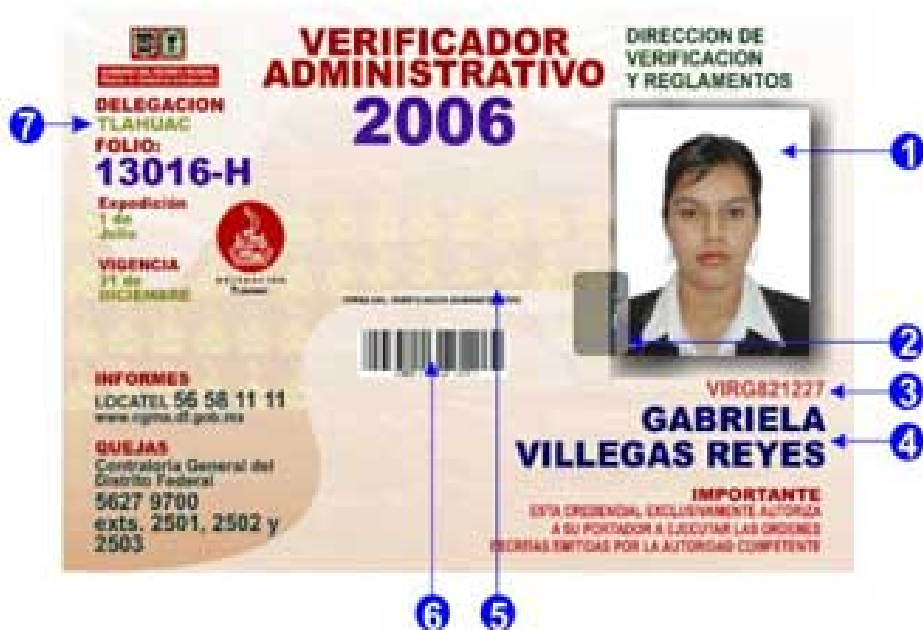 VERIFICADOR
ADMINISTRATIVO
2006
DIRECCION DE
VERIFICACION
Y REGLAMENTOS
DELEGACION
TLAHUAC
FOLIO:
13016-H
Expedición
1 de
Julio
VIGENCIA
31 de
DICIEMBRE
INFORMES
LOCATEL 56 58 11 11
www.rgma.df.gob.mx
QUEJAS
Contraloría General del
Distrito Federal
5627 9700
exts. 2501, 2502 y
2503
VIRG821227
GABRIELA
VILLEGAS REYES
IMPORTANTE
ESTA CREDENCIAL EXCLUSIVAMENTE AUTORIZA
A SU PORTADOR A EJECUTAR LAS ORDENES
ESCRITAS EMITIDAS POR LA AUTORIDAD COMPETENTE
1
2
3
4
5
6
7